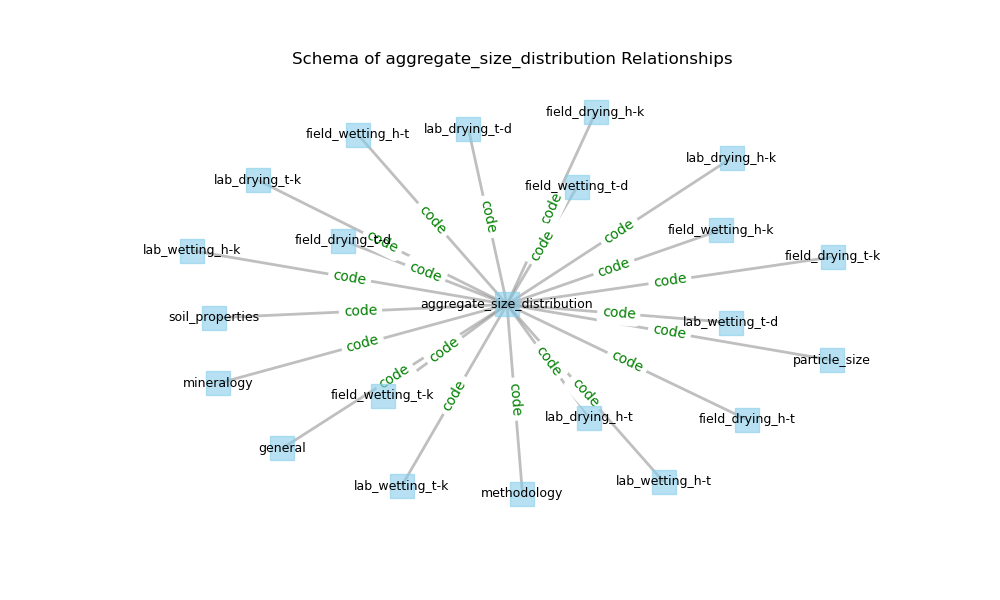 Schema of aggregate_size_distribution Relationships
field_drying_h-k
lab_drying_t-d
field_wetting_h-t
lab_drying_h-k
lab_drying_t-k
field_wetting_t-d
code
code
code
code
field_wetting_h-k
field_drying_t-d
code
code
lab_wetting_h-k
field_drying_t-k
code
code
code
code
aggregate_size_distribution
code
soil_properties
code
lab_wetting_t-d
code
code
particle_size
code
code
code
mineralogy
code
field_wetting_t-k
code
code
code
lab_drying_h-t
field_drying_h-t
general
lab_wetting_h-t
lab_wetting_t-k
methodology